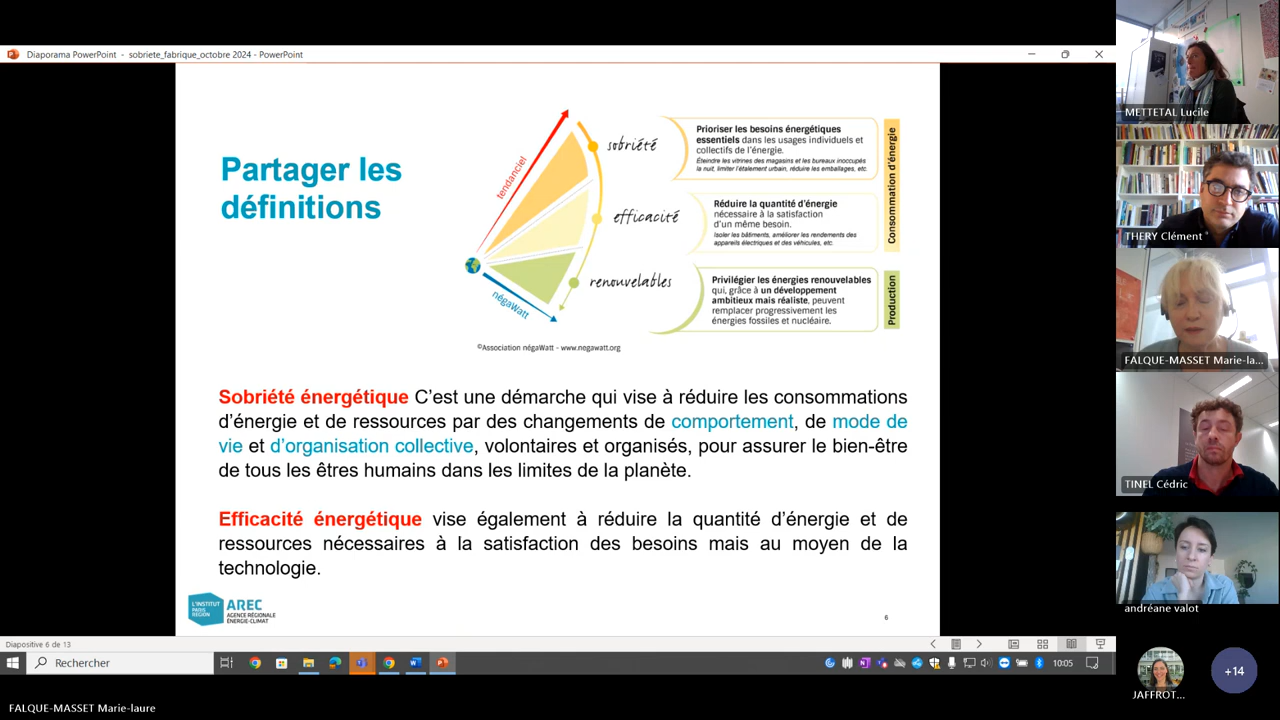 Diaporama PowerPoint - sobriete_fabrique_octobre 2024 - PowerPoint
Partager les
définitions
tendanciel
négaWatt
sobriété
Prioriser les besoins énergétiques
essentiels dans les usages individuels et
collectifs de l'énergie.
Éteindre les vitrines des magasins et les bureaux inoccupés
la nuit, limiter l'étalement urbain, réduire les emballages, etc.
efficacité
Réduire la quantité d'énergie
nécessaire à la satisfaction
d'un même besoin.
Isoler les bâtiments, améliorer les rendements des
appareils électriques et des véhicules, etc.
Consommation d'énergie
renouvelables
Privilégier les énergies renouvelables
qui, grâce à un développement
ambitieux mais réaliste, peuvent
remplacer progressivement les
énergies fossiles et nucléaire.
Production
©Association négaWatt - www.negawatt.org
Sobriété énergétique C'est une démarche qui vise à réduire les consommations
d'énergie et de ressources par des changements de comportement, de mode de
vie et d'organisation collective, volontaires et organisés, pour assurer le bien-être
de tous les êtres humains dans les limites de la planète.
Efficacité énergétique vise également à réduire la quantité d'énergie et de
ressources nécessaires à la satisfaction des besoins mais au moyen de la
technologie.
L'INSTITUT
PARIS
REGION
AREC
AGENCE RÉGIONALE
ÉNERGIE-CLIMAT
6
Diapositive 6 de 13
Rechercher
10:05
FALQUE-MASSET Marie-laure
METTETAL Lucile
THERY Clément
FALQUE-MASSET Marie-la...
TINEL Cédric
andréane valot
JAFFROT...
+14